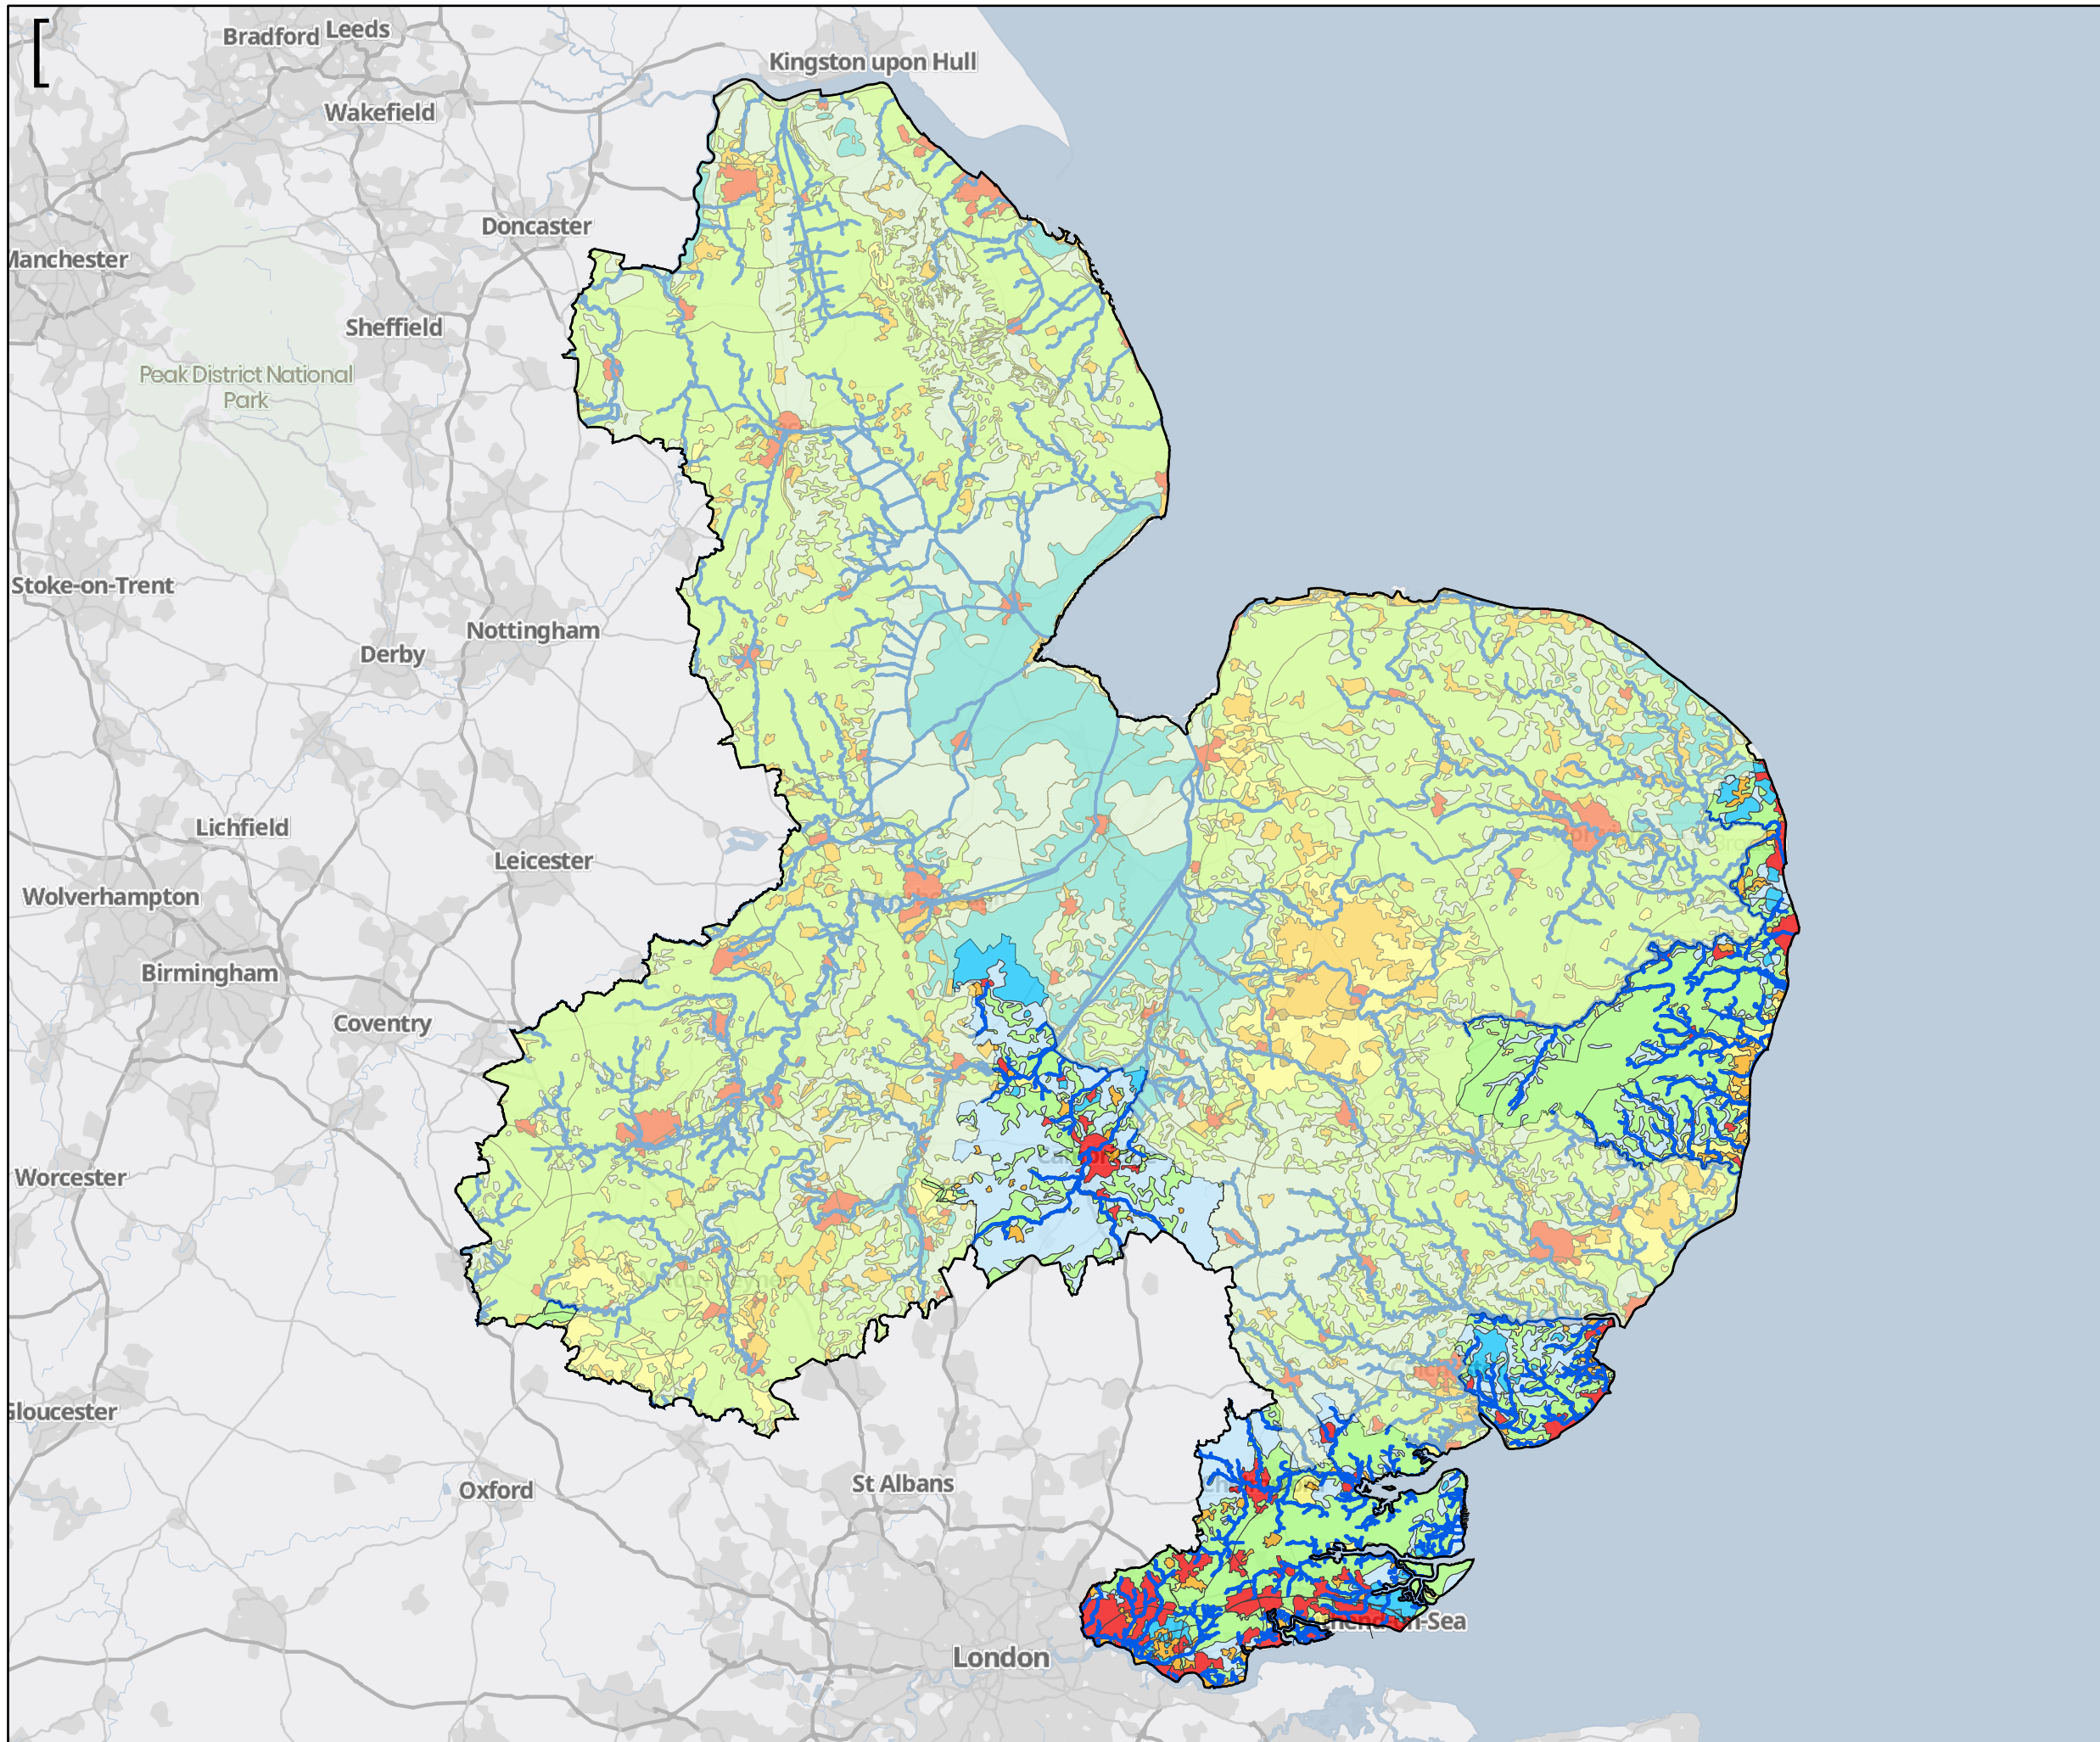 [
Bradford Leeds
Kingston upon Hull
Wakefield
Doncaster
Manchester
Sheffield
Peak District National
Park
Stoke-on-Trent
Nottingham
Derby
Lichfield
Leicester
Wolverhampton
Birmingham
Coventry
Worcester
Gloucester
Oxford
St Albans
London